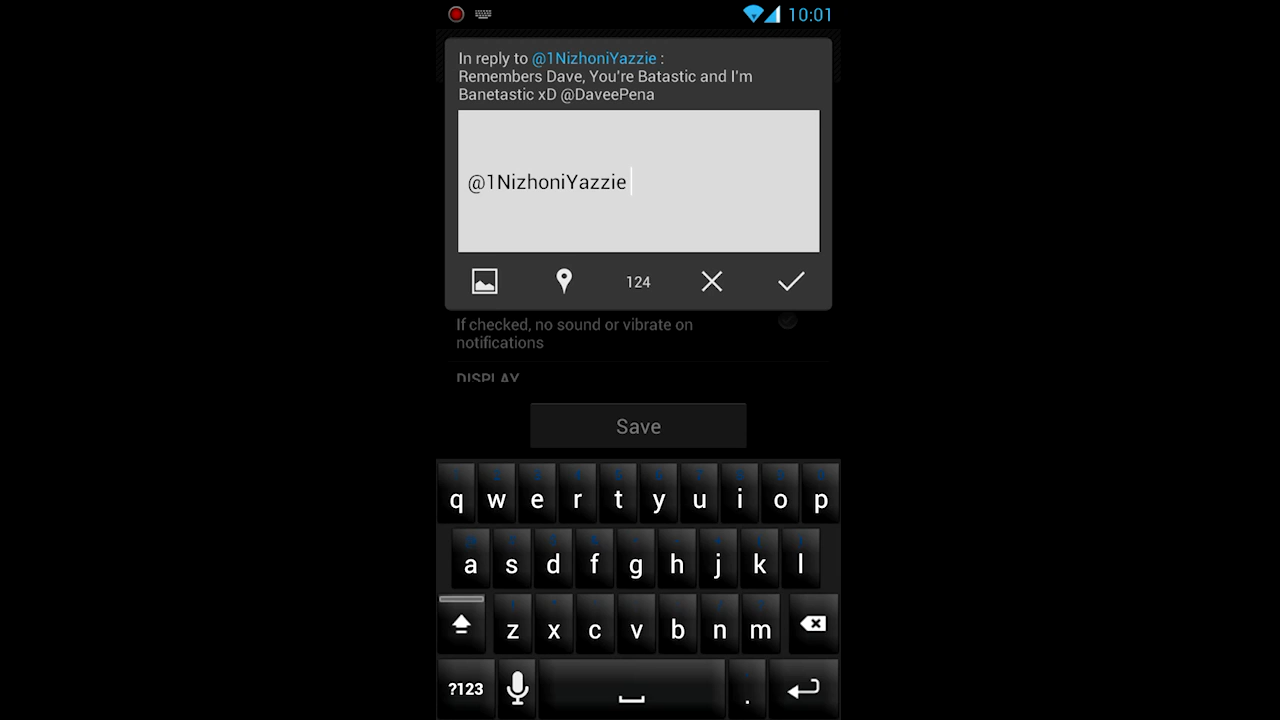 10:01
In reply to @1NizhoniYazzie :
Remembers Dave, You're Batastic and I'm
Banetastic xD @DaveePena
@1NizhoniYazzie
124
If checked, no sound or vibrate on
notifications
DISPLAY
Save
q w e r t y u i o p
a s d f g h j k l
z x c v b n m
?123 .